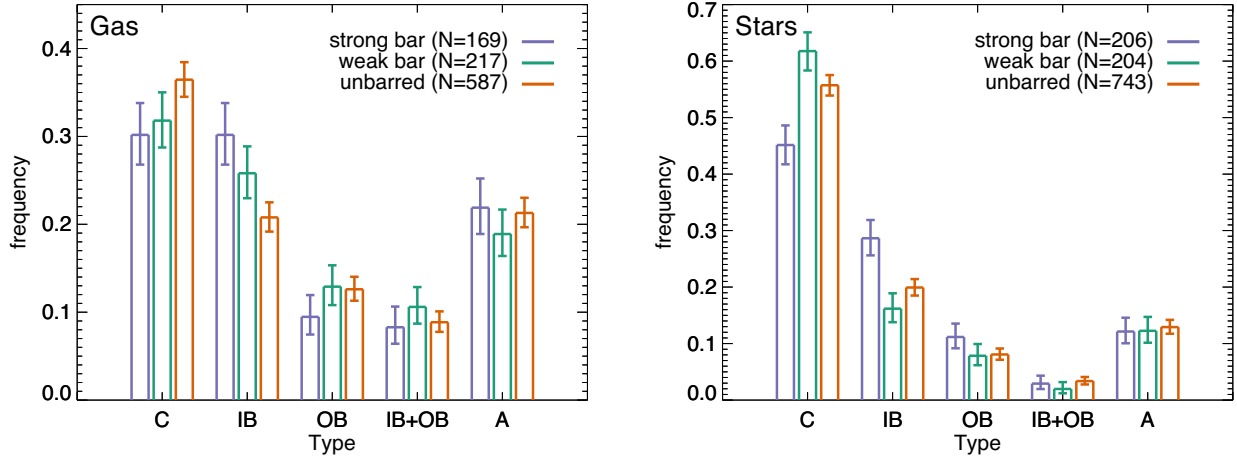 Gas
strong bar (N=169)
weak bar (N=217)
unbarred (N=587)
0.4
0.3
0.2
0.1
0.0
frequency
C IB OB IB+OB A
Type
Stars
strong bar (N=206)
weak bar (N=204)
unbarred (N=743)
0.7
0.6
0.5
0.4
0.3
0.2
0.1
0.0
frequency
C IB OB IB+OB A
Type